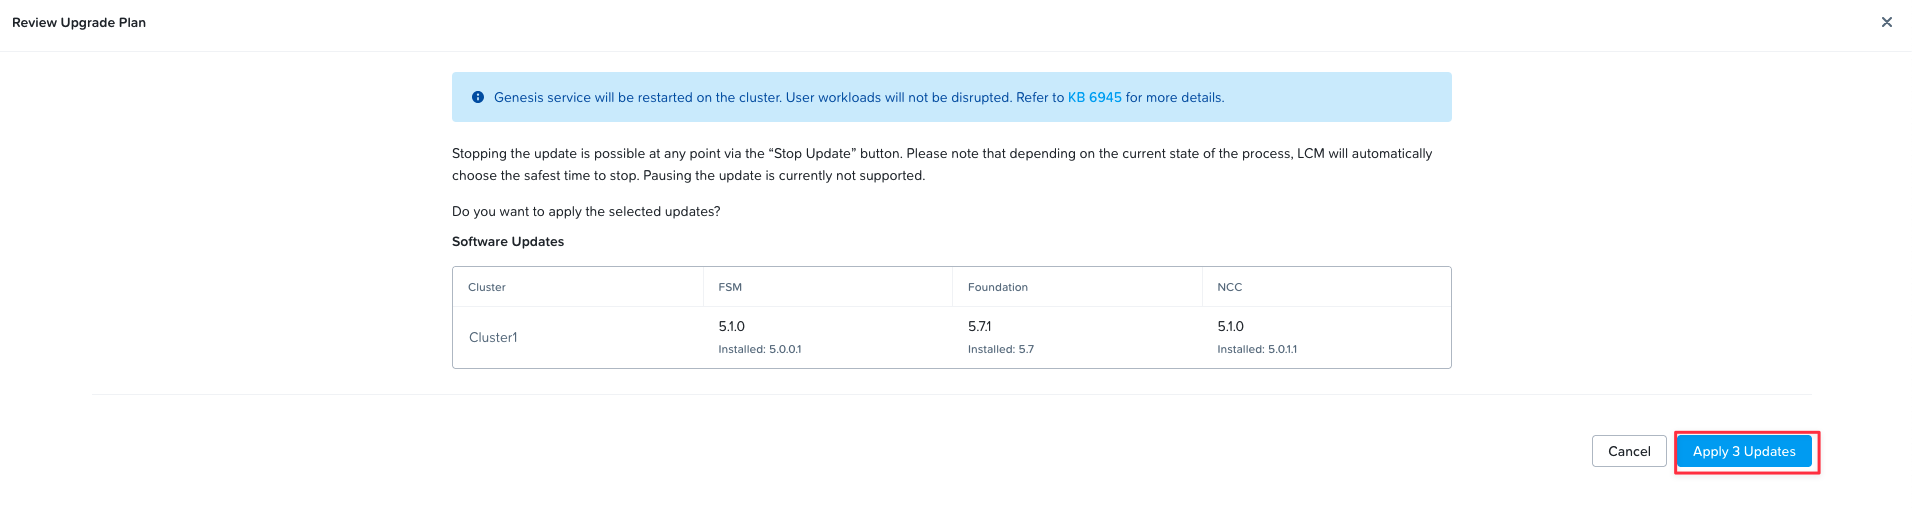 Review Upgrade Plan
Genesis service will be restarted on the cluster. User workloads will not be disrupted. Refer to KB 6945 for more details.
Stopping the update is possible at any point via the “Stop Update” button. Please note that depending on the current state of the process, LCM will automatically
choose the safest time to stop. Pausing the update is currently not supported.
Do you want to apply the selected updates?
Software Updates
Cluster FSM Foundation NCC
Cluster1 5.1.0 5.7.1 5.1.0
Installed: 5.0.0.1 Installed: 5.7 Installed: 5.0.1.1
Cancel Apply 3 Updates